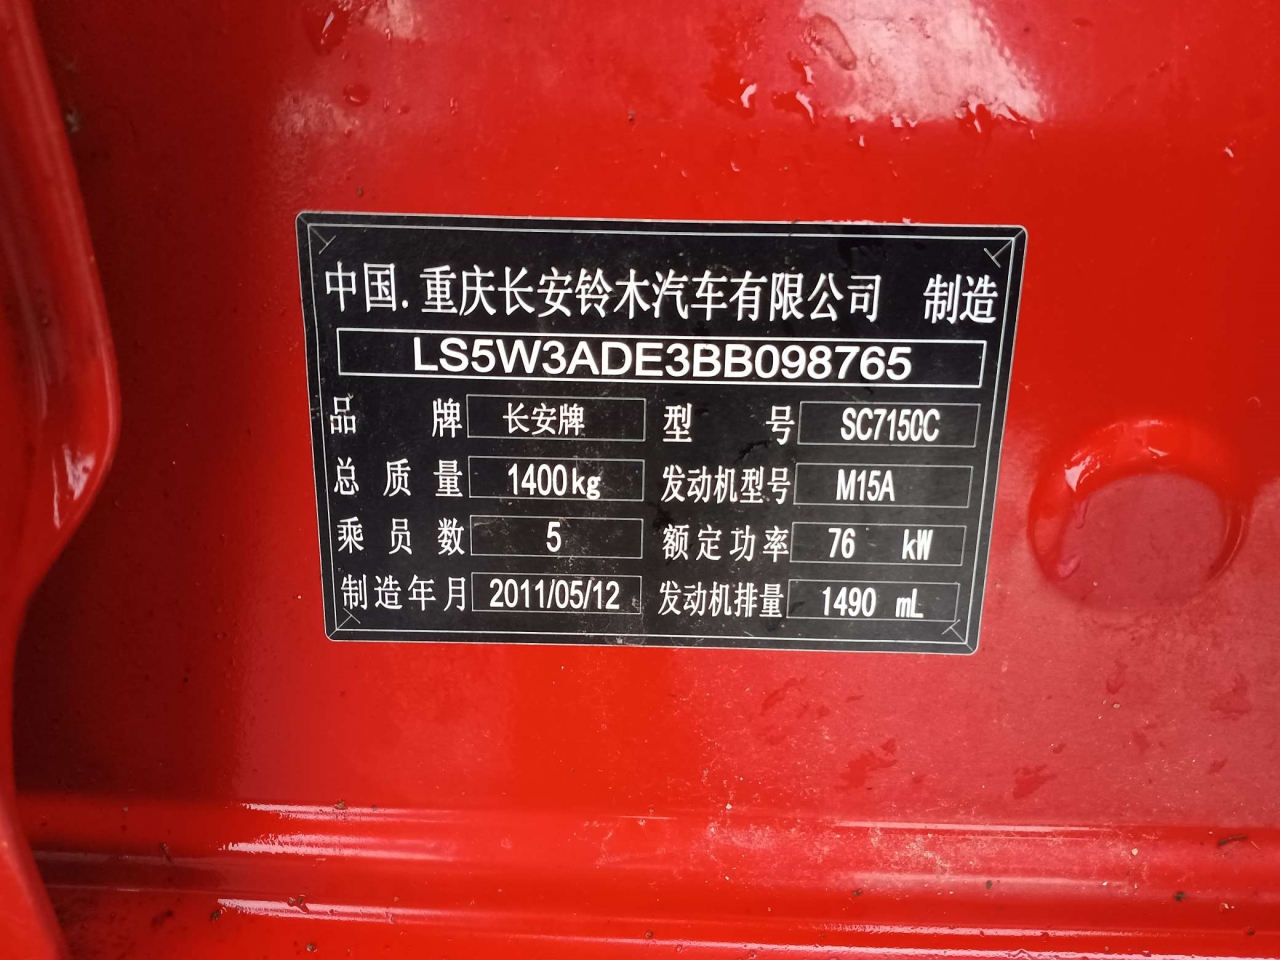 中国.重庆长安铃木汽车有限公司 制造
LS5W3ADE3BB098765
品牌 长安牌 型号 SC7150C
总质量 1400kg 发动机型号 M15A
乘员数 5 额定功率 76 kW
制造年月 2011/05/12 发动机排量 1490 mL